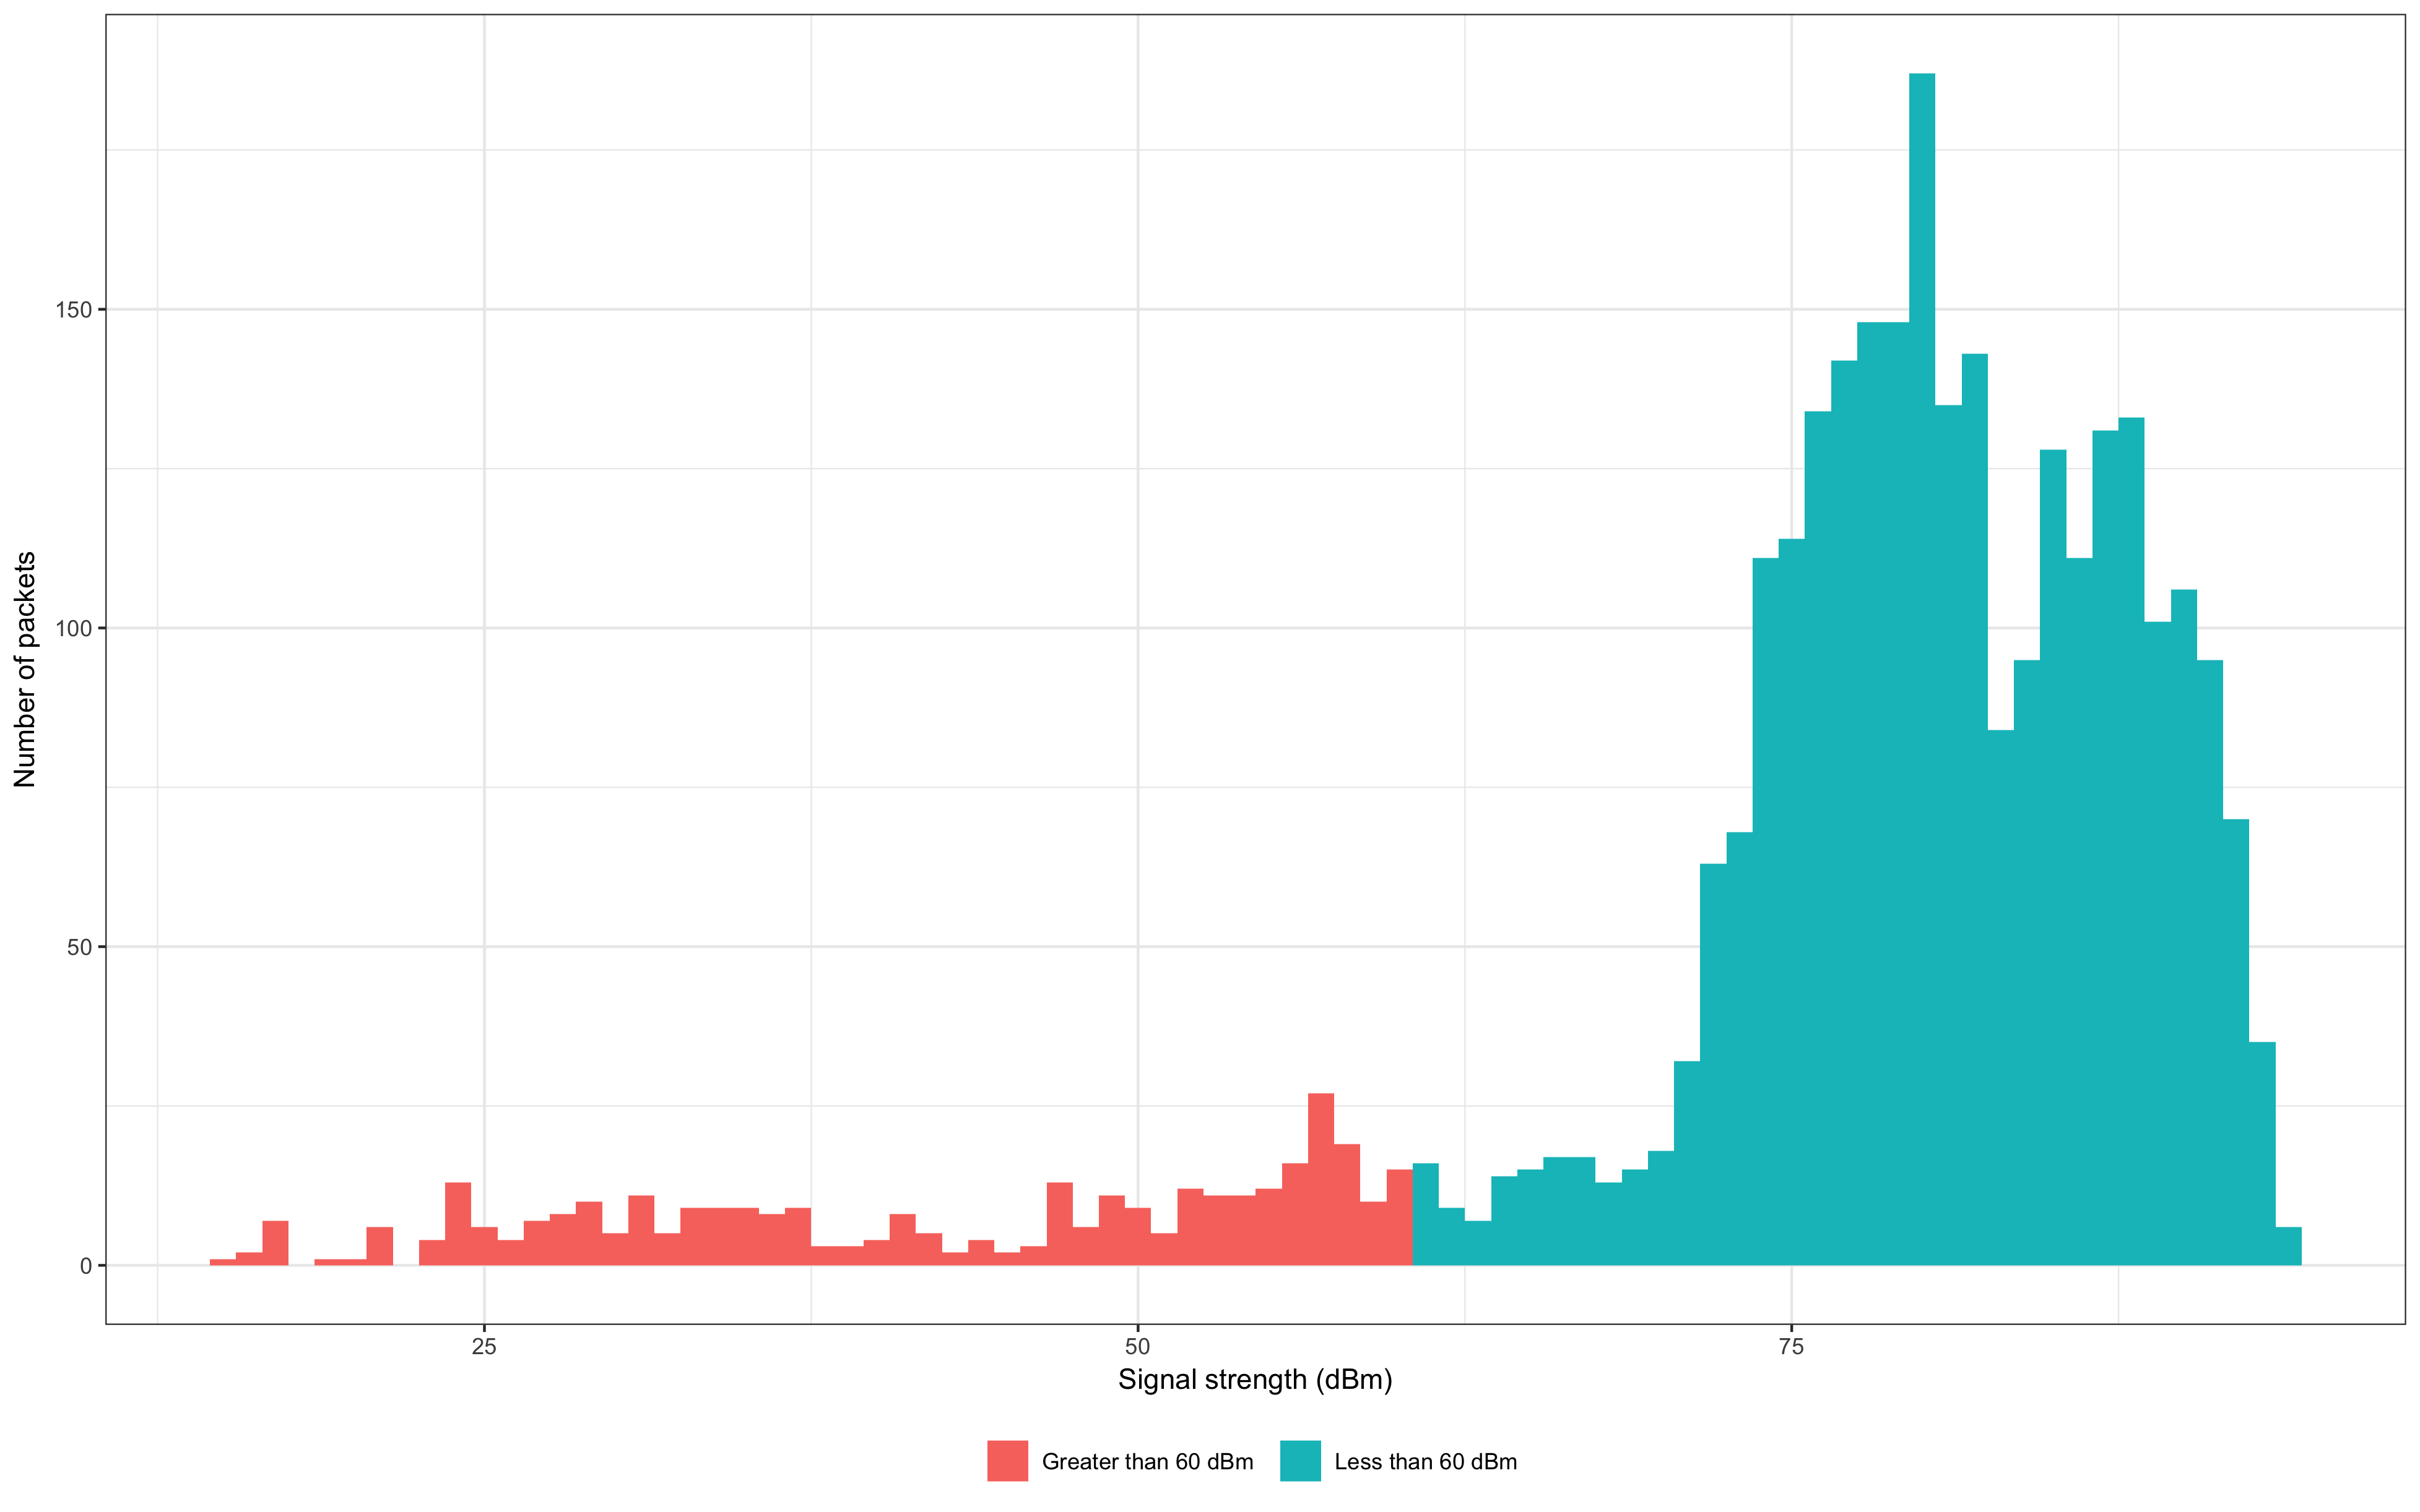 Number of packets
150
100
50
0
25
50
75
Signal strength (dBm)
Greater than 60 dBm
Less than 60 dBm